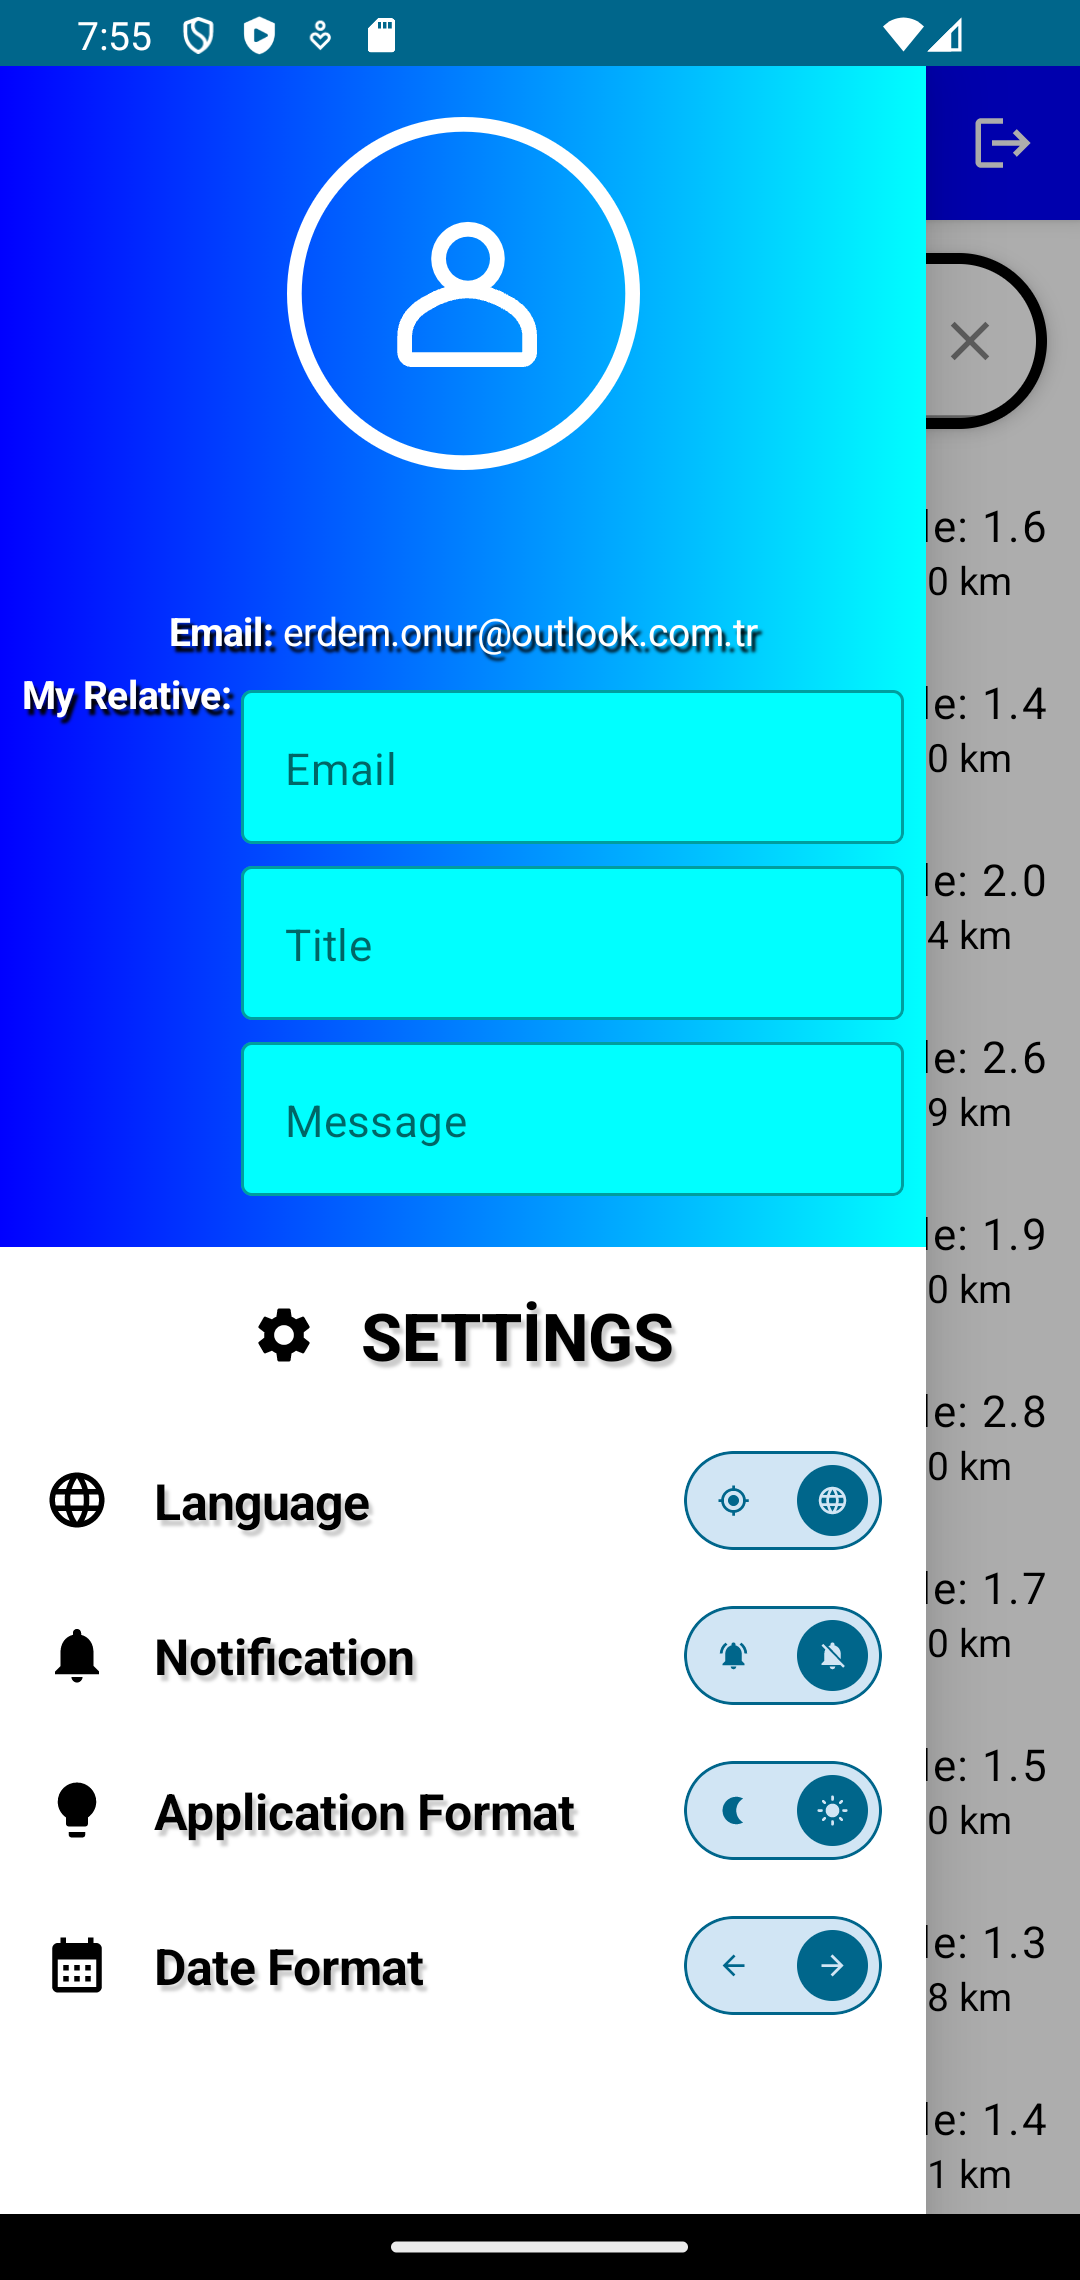 7:55
Email: erdem.onur@outlook.com.tr
My Relative:
Email
Title
Message
SETTİNGS
Language
Notification
Application Format
Date Format
le: 1.6
0 km
le: 1.4
0 km
le: 2.0
4 km
le: 2.6
9 km
le: 1.9
0 km
le: 2.8
0 km
le: 1.7
0 km
le: 1.5
0 km
le: 1.3
8 km
le: 1.4
1 km